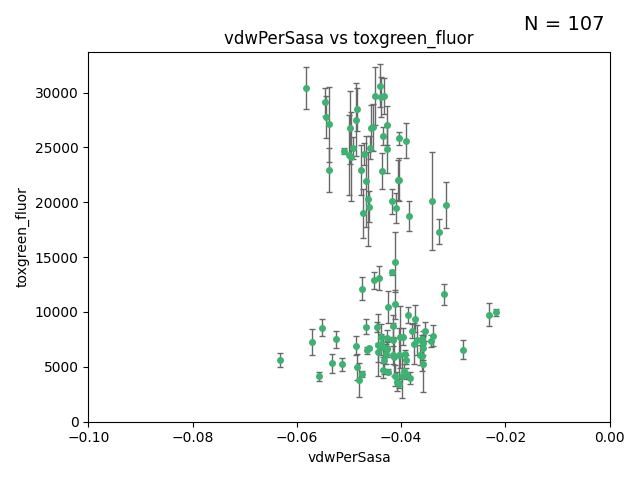 N = 107
vdwPerSasa vs toxgreen_fluor
toxgreen_fluor
30000
25000
20000
15000
10000
5000
0
−0.10 −0.08 −0.06 −0.04 −0.02 0.00
vdwPerSasa